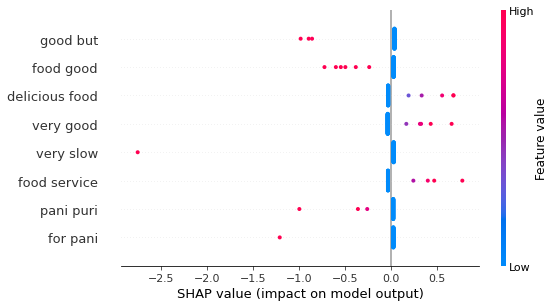 High
good but
food good
delicious food
very good
very slow
food service
pani puri
for pani
Feature value
Low
−2.5 −2.0 −1.5 −1.0 −0.5 0.0 0.5
SHAP value (impact on model output)